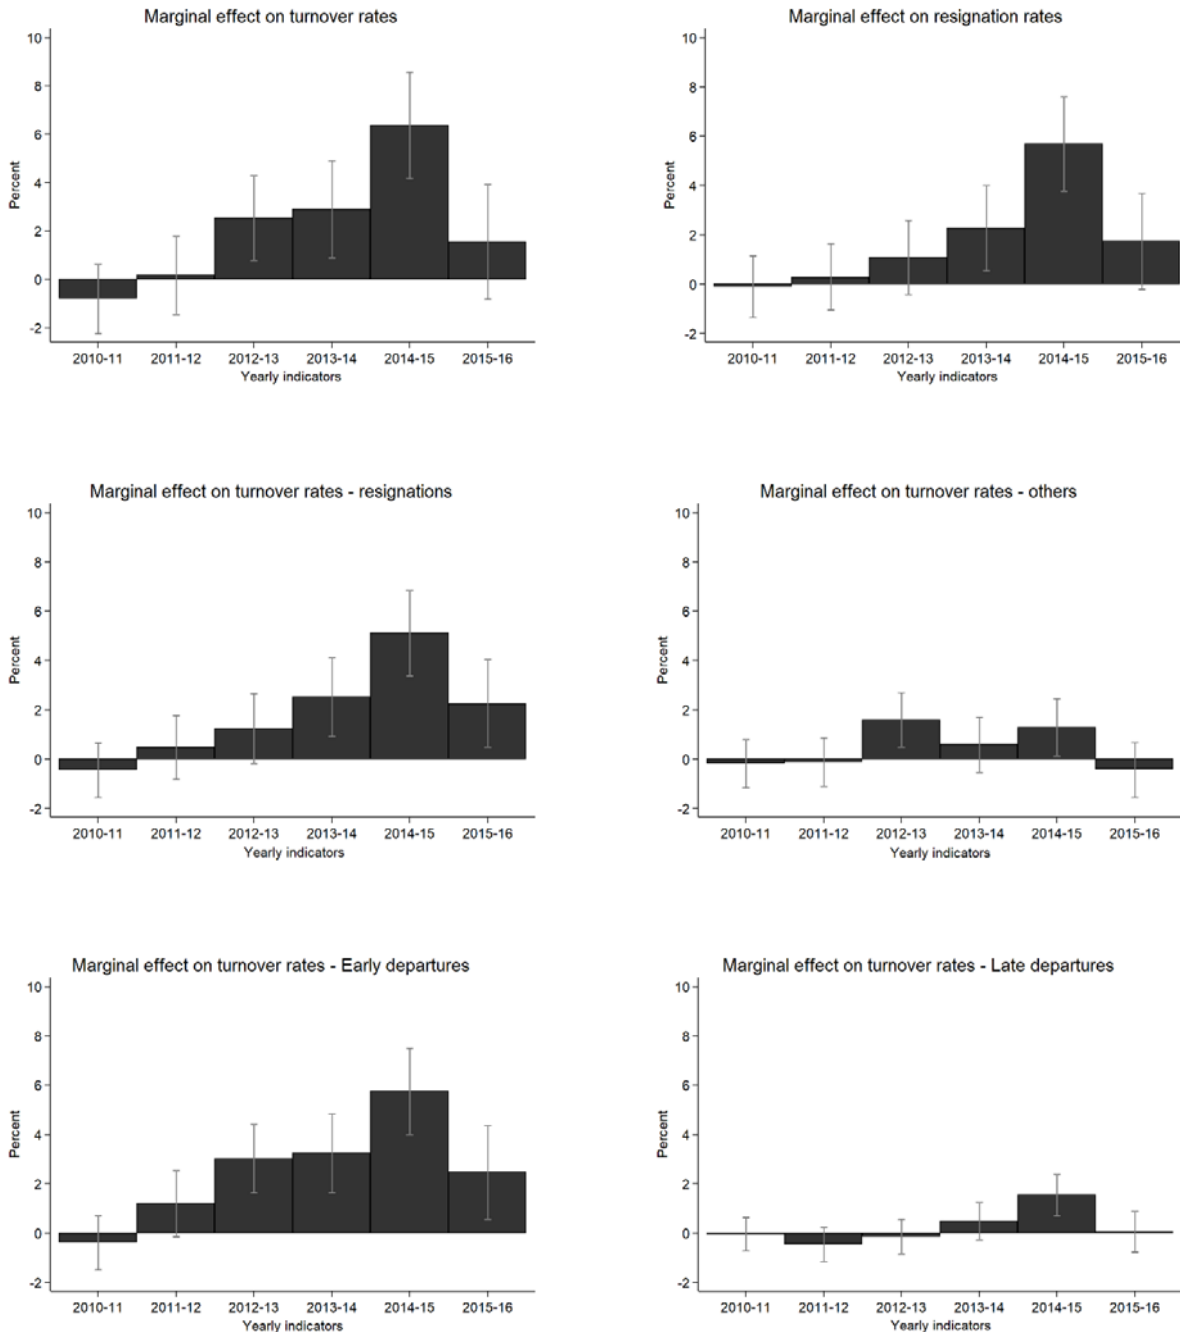 Marginal effect on turnover rates
10
8
6
4
2
0
-2
Percent
2010-11 2011-12 2012-13 2013-14 2014-15 2015-16
Yearly indicators
Marginal effect on resignation rates
10
8
6
4
2
0
-2
Percent
2010-11 2011-12 2012-13 2013-14 2014-15 2015-16
Yearly indicators
Marginal effect on turnover rates - resignations
10
8
6
4
2
0
-2
Percent
2010-11 2011-12 2012-13 2013-14 2014-15 2015-16
Yearly indicators
Marginal effect on turnover rates - others
10
8
6
4
2
0
-2
Percent
2010-11 2011-12 2012-13 2013-14 2014-15 2015-16
Yearly indicators
Marginal effect on turnover rates - Early departures
10
8
6
4
2
0
-2
Percent
2010-11 2011-12 2012-13 2013-14 2014-15 2015-16
Yearly indicators
Marginal effect on turnover rates - Late departures
10
8
6
4
2
0
-2
Percent
2010-11 2011-12 2012-13 2013-14 2014-15 2015-16
Yearly indicators